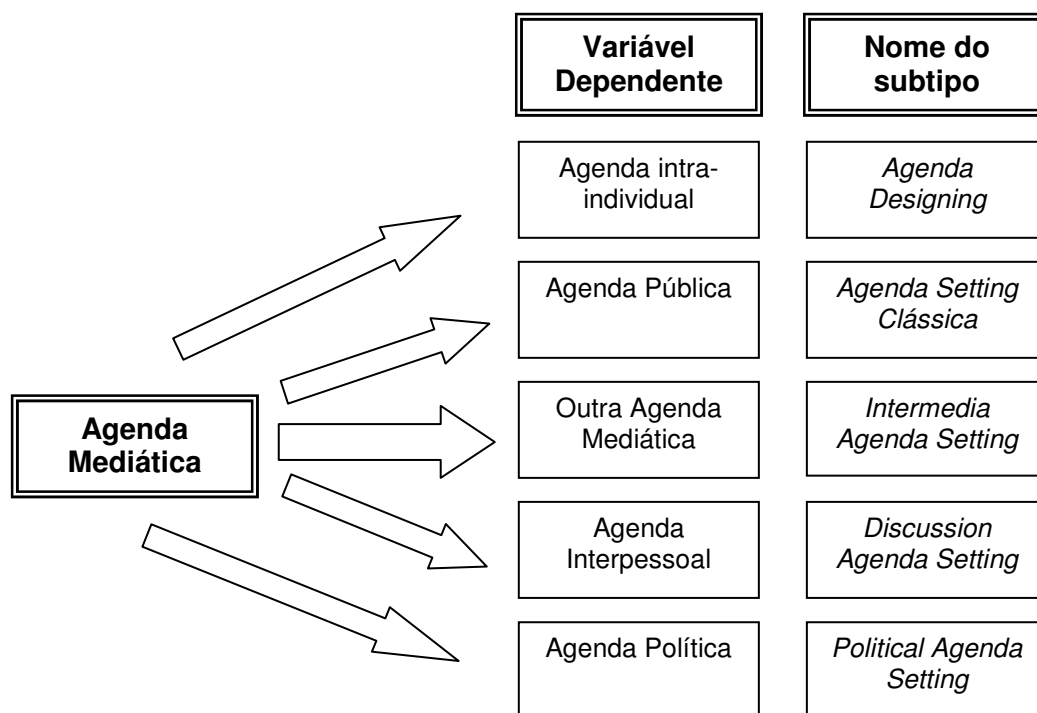 Variável
Dependente
Nome do
subtipo
Agenda intra-
individual
Agenda
Designing
Agenda Pública
Agenda Setting
Clássica
Agenda
Mediática
Outra Agenda
Mediática
Intermedia
Agenda Setting
Agenda
Interpessoal
Discussion
Agenda Setting
Agenda Política
Political Agenda
Setting